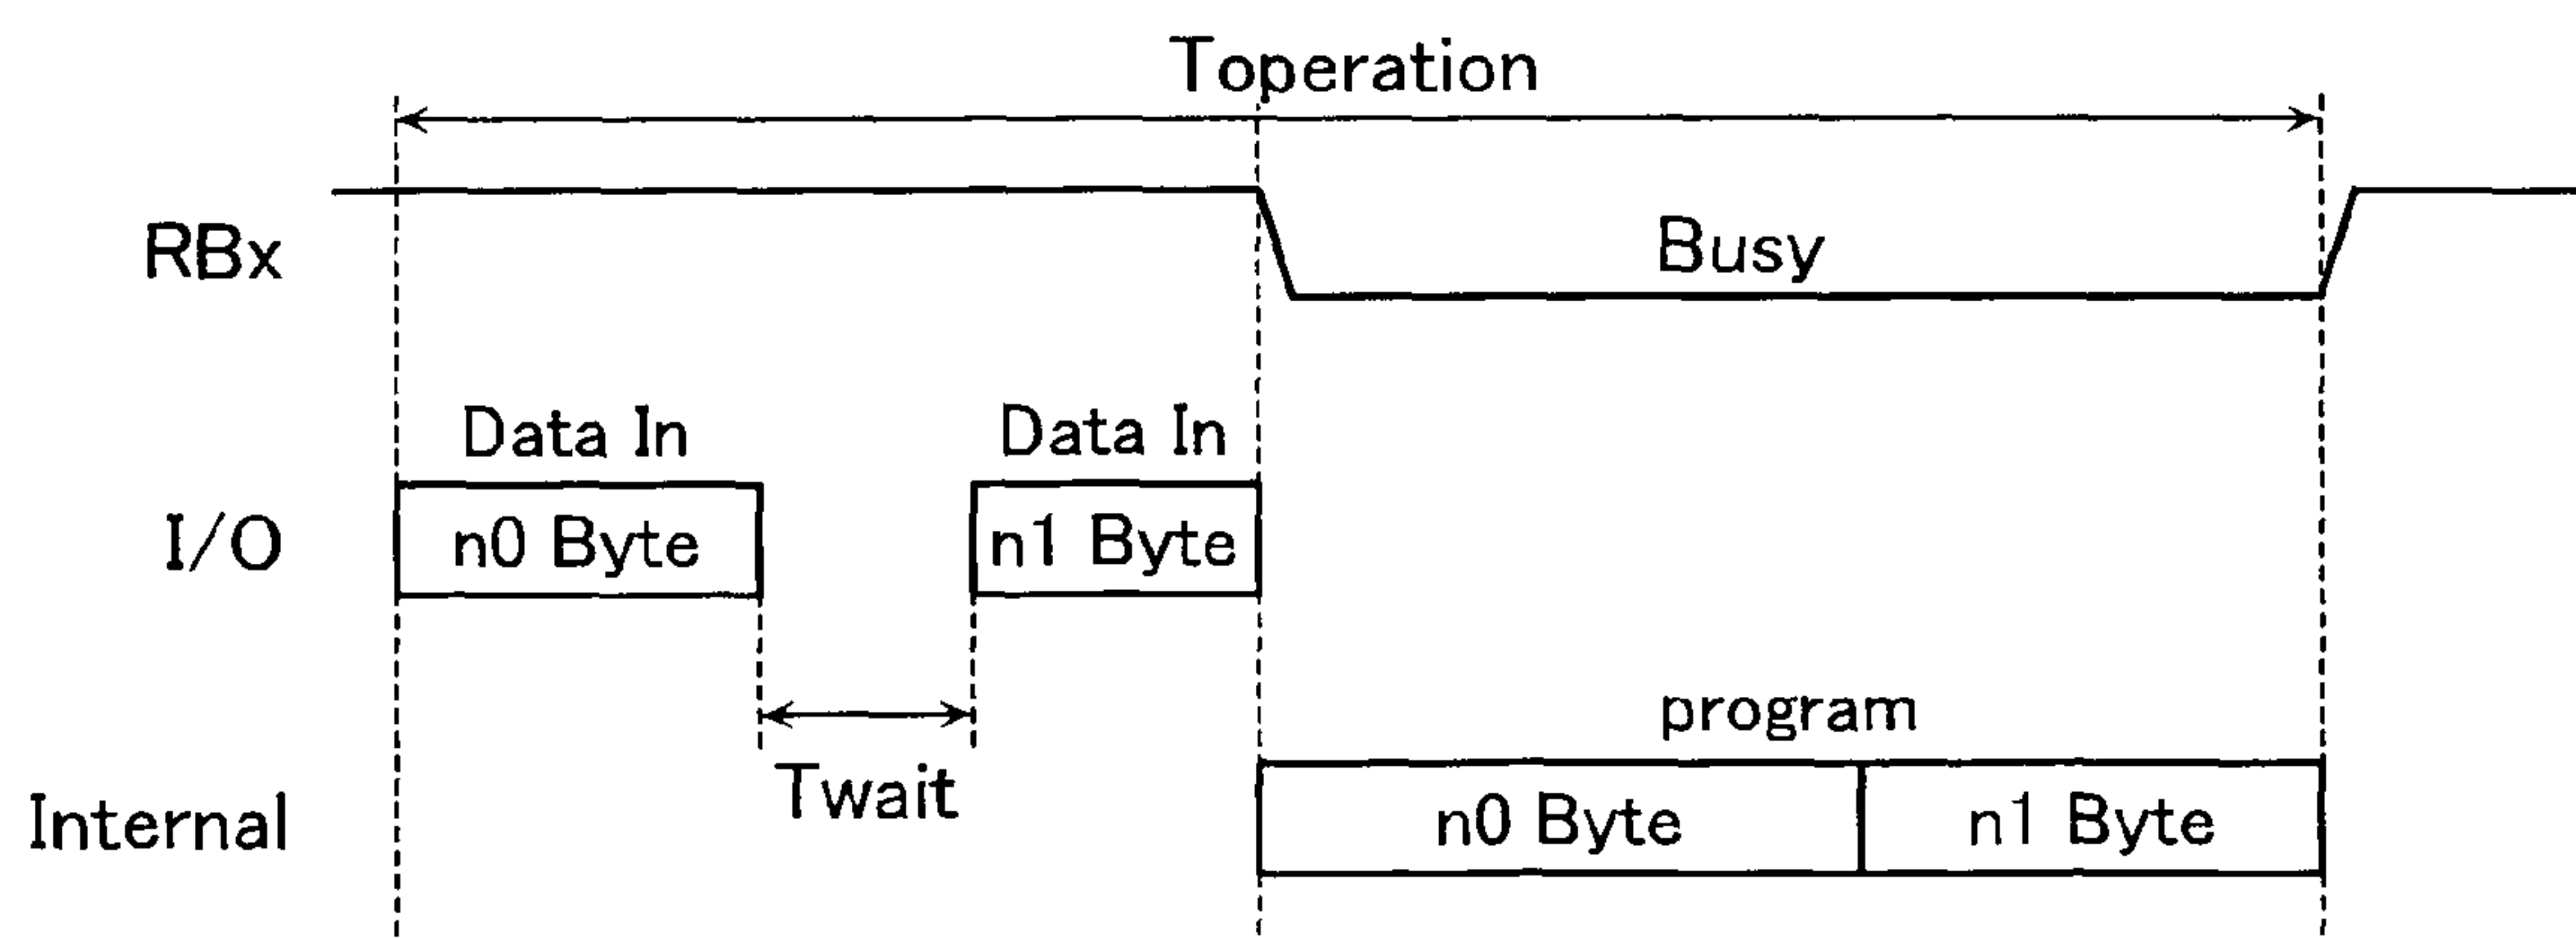 Toperation
RBx
Busy
Data In
Data In
I/O
n0 Byte
n1 Byte
Twait
program
Internal
n0 Byte
n1 Byte